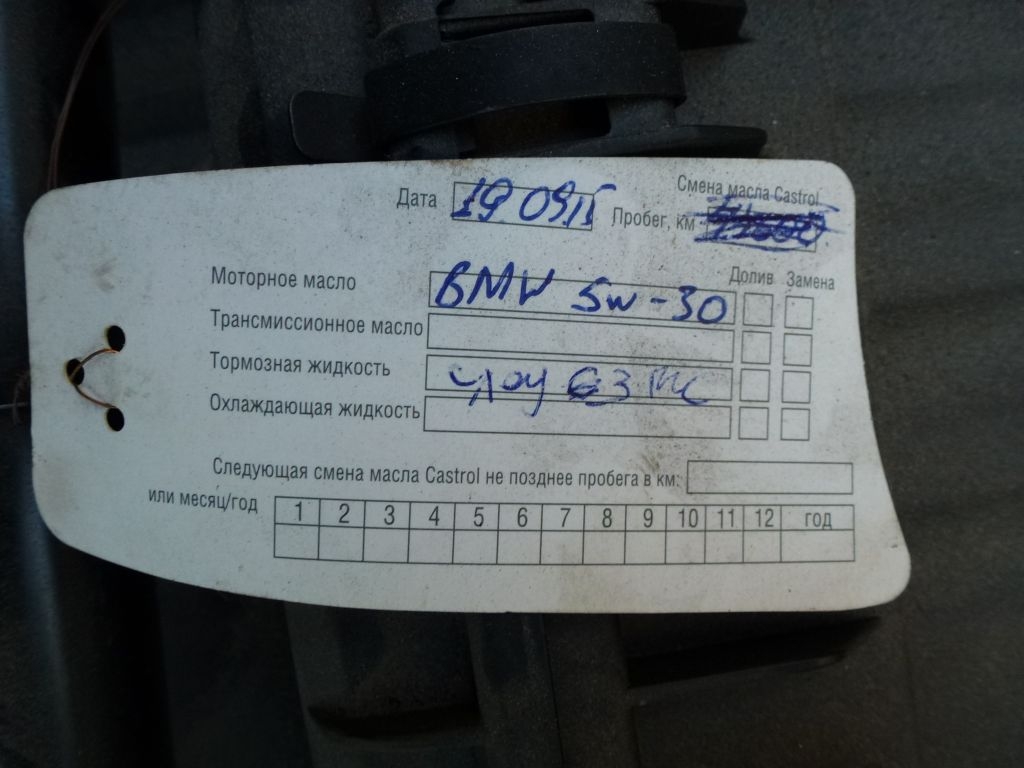 Смена масла Castrol
Дата 19 09 11 Пробег, км
Долив Замена
Моторное масло BMW 5W-30
Трансмиссионное масло
Тормозная жидкость
Охлаждающая жидкость
Следующая смена масла Castrol не позднее пробега в км:
или месяц/год 1 2 3 4 5 6 7 8 9 10 11 12 год